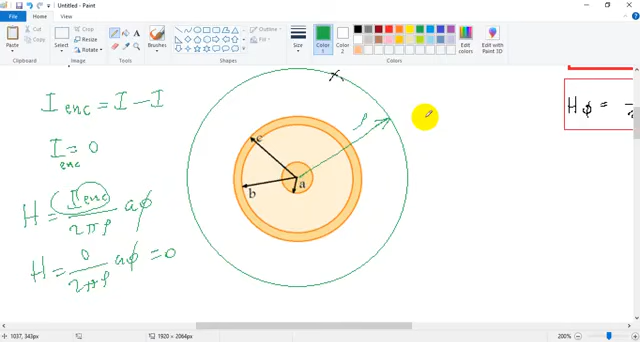 Untitled - Paint
File Home View
Paste
Clipboard
Select
Crop
Resize
Rotate
Image
Brushes
Tools
Outline
Fill
Shapes
Size
Color 1
Color 2
Colors
Edit colors
Edit with Paint 3D
I enc = I - I
I enc = 0
H = I enc / 2πρ aϕ
H = 0 / 2πρ aϕ = 0
a
b
c
ρ
Hϕ =
1037, 343px
1920 × 2064px
200%